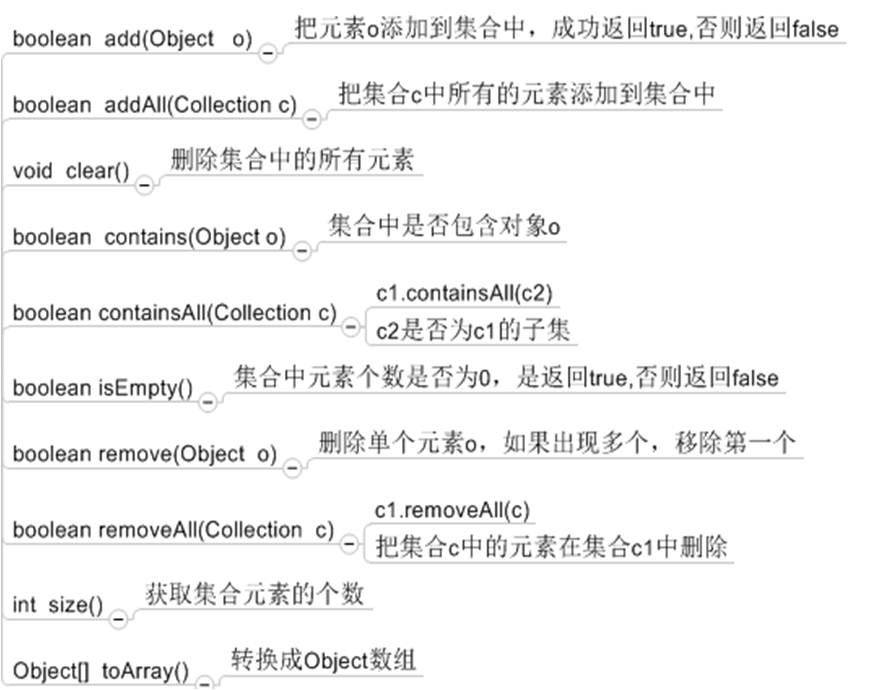 boolean add(Object o)
把元素o添加到集合中，成功返回true,否则返回false
boolean addAll(Collection c)
把集合c中所有的元素添加到集合中
void clear()
删除集合中的所有元素
boolean contains(Object o)
集合中是否包含对象o
boolean containsAll(Collection c)
c1.containsAll(c2)
c2是否为c1的子集
boolean isEmpty()
集合中元素个数是否为0，是返回true,否则返回false
boolean remove(Object o)
删除单个元素o，如果出现多个，移除第一个
boolean removeAll(Collection c)
c1.removeAll(c)
把集合c中的元素在集合c1中删除
int size()
获取集合元素的个数
Object[] toArray()
转换成Object数组